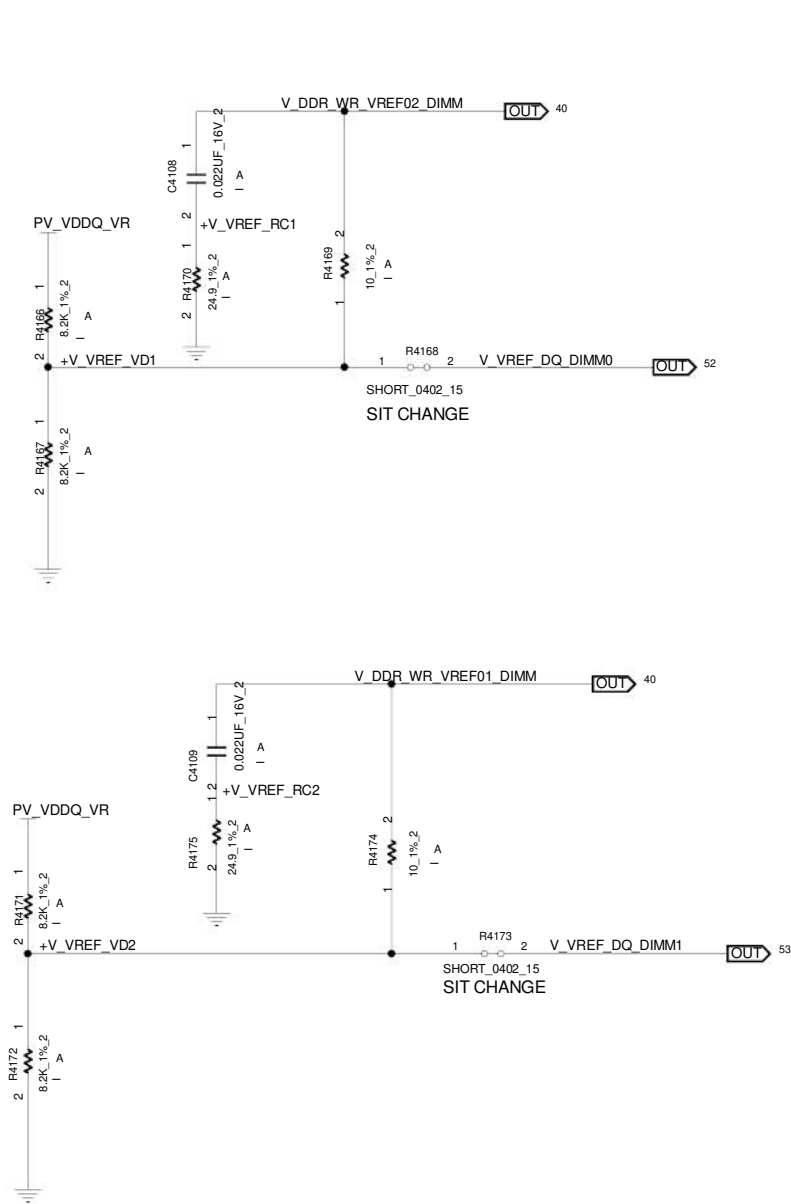 V_DDR_WR_VREF02_DIMM
OUT 40
1
C4108
0.022UF_16V_2
A
2
+V_VREF_RC1
PV_VDDQ_VR
1
R4170
24.9_1%_2
A
2
2
R4169
10_1%_2
A
1
1
R4166
8.2K_1%_2
A
2
+V_VREF_VD1
1
R4168
2
V_VREF_DQ_DIMM0
OUT 52
SHORT_0402_15
SIT CHANGE
1
R4167
8.2K_1%_2
A
2
V_DDR_WR_VREF01_DIMM
OUT 40
1
C4109
0.022UF_16V_2
A
2
+V_VREF_RC2
1
PV_VDDQ_VR
R4175
24.9_1%_2
A
2
2
R4174
10_1%_2
A
1
1
R4171
8.2K_1%_2
A
2
+V_VREF_VD2
1
R4173
2
V_VREF_DQ_DIMM1
OUT 53
SHORT_0402_15
SIT CHANGE
1
R4172
8.2K_1%_2
A
2